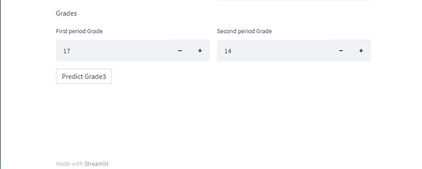 Grades
First period Grade Second period Grade
17 - + 14 - +
Predict Grade3
Made with Streamlit